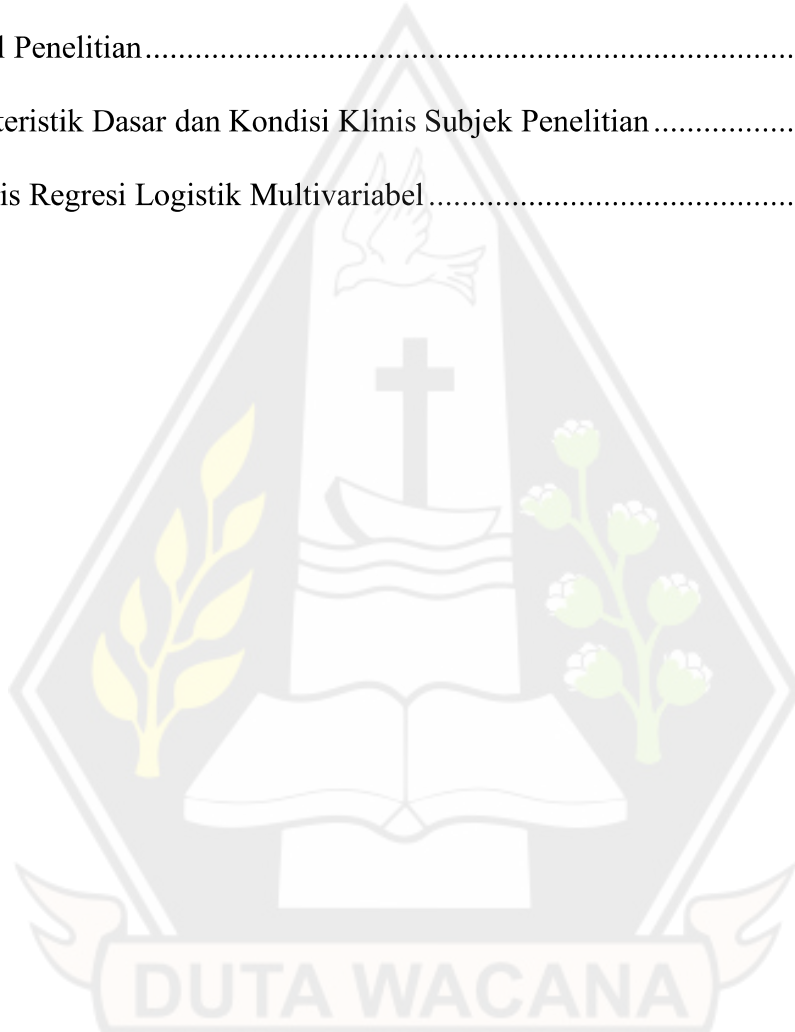 l Penelitian................................................................................
teristik Dasar dan Kondisi Klinis Subjek Penelitian..................
is Regresi Logistik Multivariabel.............................................
DUTA WACANA